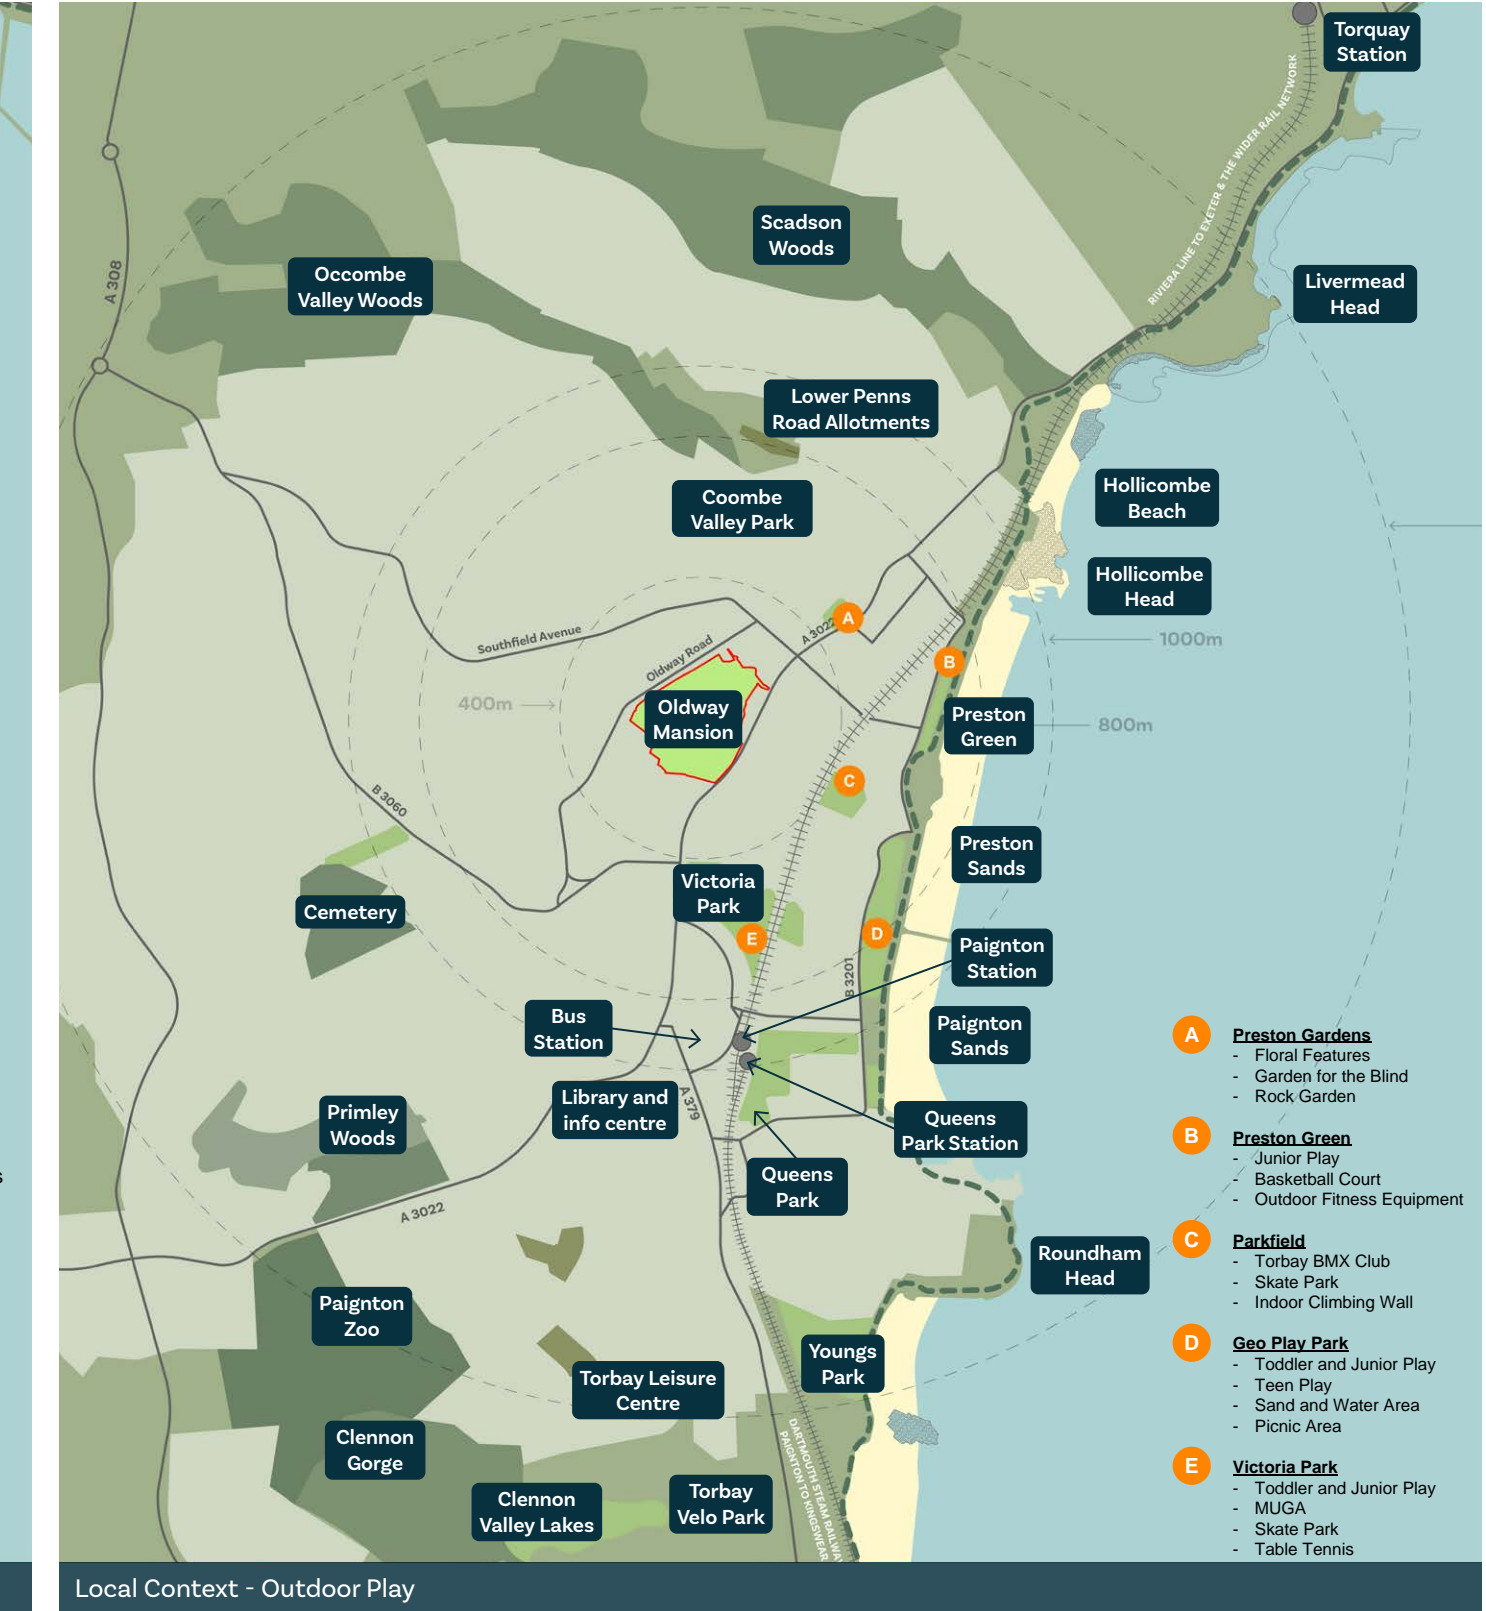 Torquay
Station
RIVIERA LINE TO EXETER & THE WIDER RAIL NETWORK
Scadson
Woods
A 308
Occombe
Valley Woods
Livermead
Head
Lower Penns
Road Allotments
Hollicombe
Beach
Coombe
Valley Park
Hollicombe
Head
A
A 3022
Southfield Avenue
Oldway Road
1000m
B
400m
Oldway
Mansion
Preston
Green
800m
C
B 3060
Preston
Sands
Victoria
Park
Cemetery
E
D
Paignton
Station
B 3201
Bus
Station
Paignton
Sands
Library and
info centre
A 379
Primley
Woods
Queens
Park Station
Queens
Park
A 3022
Roundham
Head
Paignton
Zoo
Youngs
Park
Torbay Leisure
Centre
Clennon
Gorge
DARTMOUTH STEAM RAILWAY
PAIGNTON TO KINGSWEAR
Clennon
Valley Lakes
Torbay
Velo Park
A
Preston Gardens
- Floral Features
- Garden for the Blind
- Rock Garden
B
Preston Green
- Junior Play
- Basketball Court
- Outdoor Fitness Equipment
C
Parkfield
- Torbay BMX Club
- Skate Park
- Indoor Climbing Wall
D
Geo Play Park
- Toddler and Junior Play
- Teen Play
- Sand and Water Area
- Picnic Area
E
Victoria Park
- Toddler and Junior Play
- MUGA
- Skate Park
- Table Tennis
s
Local Context - Outdoor Play